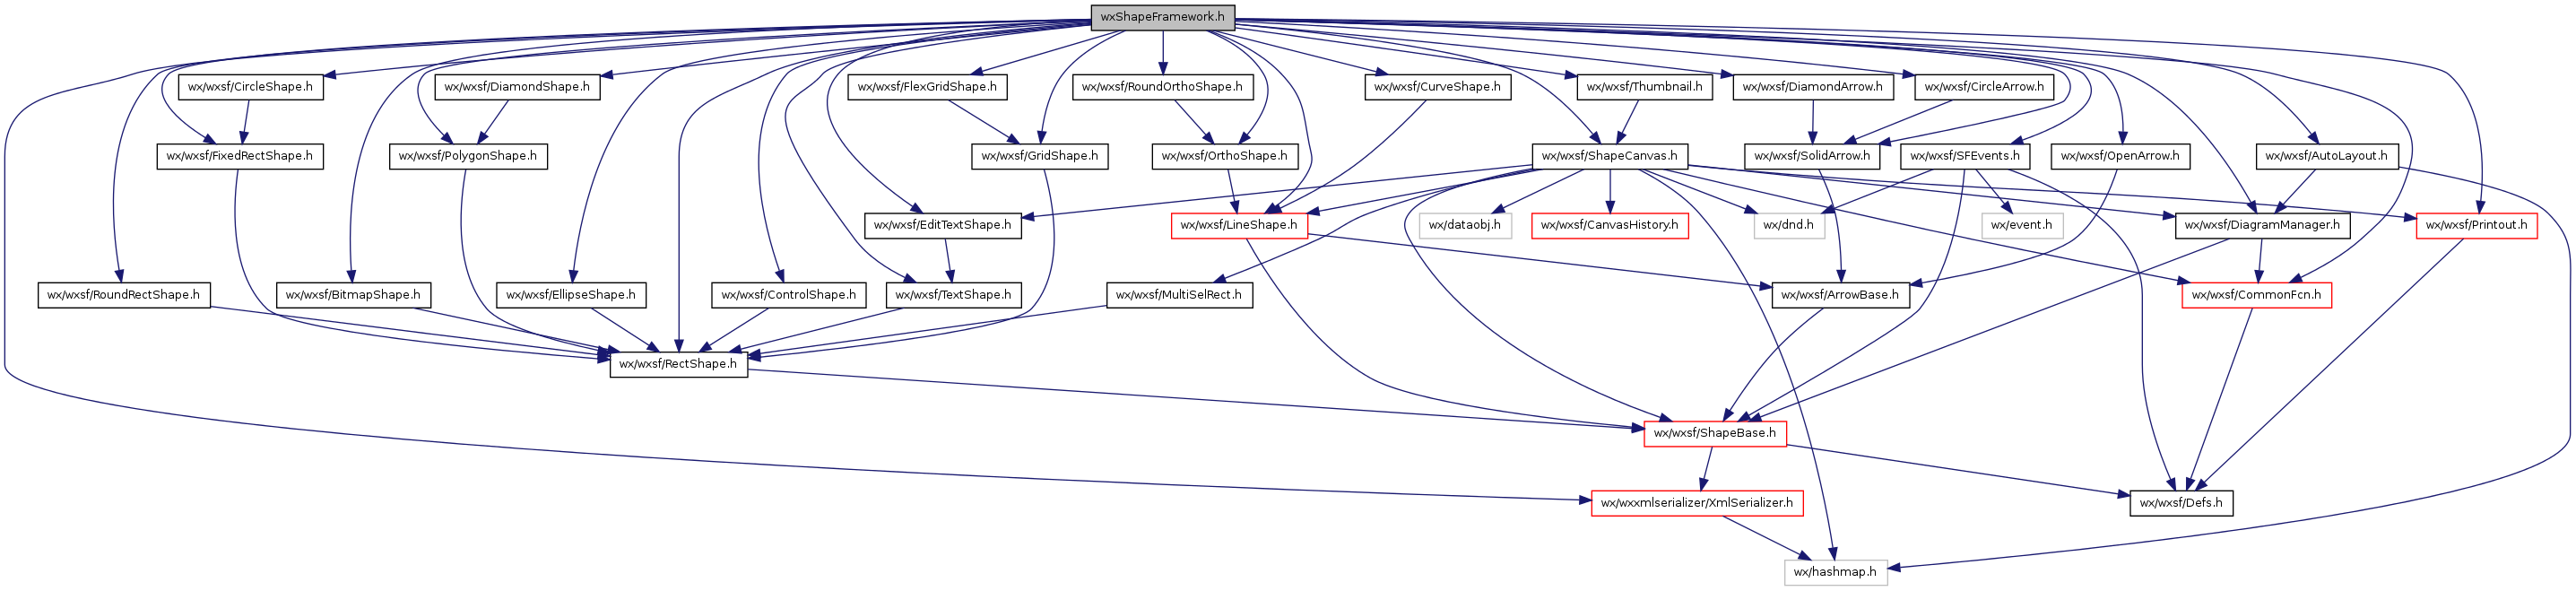 wxShapeFramework.h
wx/wxsf/CircleShape.h
wx/wxsf/DiamondShape.h
wx/wxsf/FlexGridShape.h
wx/wxsf/RoundOrthoShape.h
wx/wxsf/CurveShape.h
wx/wxsf/Thumbnail.h
wx/wxsf/DiamondArrow.h
wx/wxsf/CircleArrow.h
wx/wxsf/FixedRectShape.h
wx/wxsf/PolygonShape.h
wx/wxsf/GridShape.h
wx/wxsf/OrthoShape.h
wx/wxsf/ShapeCanvas.h
wx/wxsf/SolidArrow.h
wx/wxsf/SFEvents.h
wx/wxsf/OpenArrow.h
wx/wxsf/AutoLayout.h
wx/wxsf/EditTextShape.h
wx/wxsf/LineShape.h
wx/dataobj.h
wx/wxsf/CanvasHistory.h
wx/dnd.h
wx/event.h
wx/wxsf/DiagramManager.h
wx/wxsf/Printout.h
wx/wxsf/RoundRectShape.h
wx/wxsf/BitmapShape.h
wx/wxsf/EllipseShape.h
wx/wxsf/ControlShape.h
wx/wxsf/TextShape.h
wx/wxsf/MultiSelRect.h
wx/wxsf/ArrowBase.h
wx/wxsf/CommonFcn.h
wx/wxsf/RectShape.h
wx/wxsf/ShapeBase.h
wx/wxxmlserializer/XmlSerializer.h
wx/wxsf/Defs.h
wx/hashmap.h